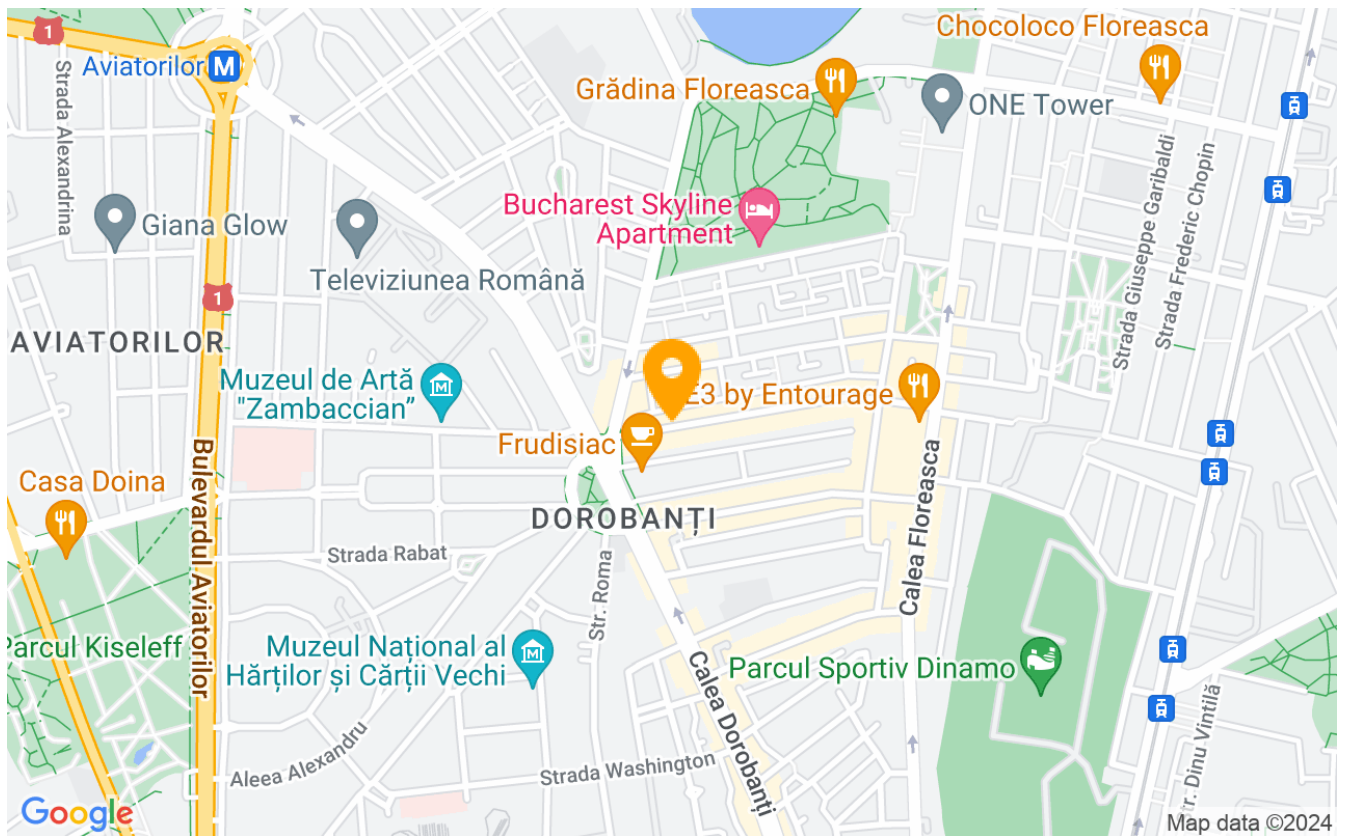 Chocoloco Floreasca
1
Aviatorilor M
Grădina Floreasca
ONE Tower
Strada Alexandrina
Strada Giuseppe Garibaldi
Strada Frederic Chopin
Bucharest Skyline
Apartment
Giana Glow
Televiziunea Română
1
AVIATORILOR
Muzeul de Artă
"Zambaccian”
M
E3 by Entourage
Frudisiac
Casa Doina
Bulevardul Aviatorilor
DOROBANȚI
Calea Floreasca
Strada Rabat
Str. Roma
Parcul Kiseleff
Muzeul Național al
Hărților și Cărții Vechi
M
Parcul Sportiv Dinamo
Calea Dorobanți
Str. Dinu Vintilă
Aleea Alexandru
Strada Washington
Google
Map data ©2024